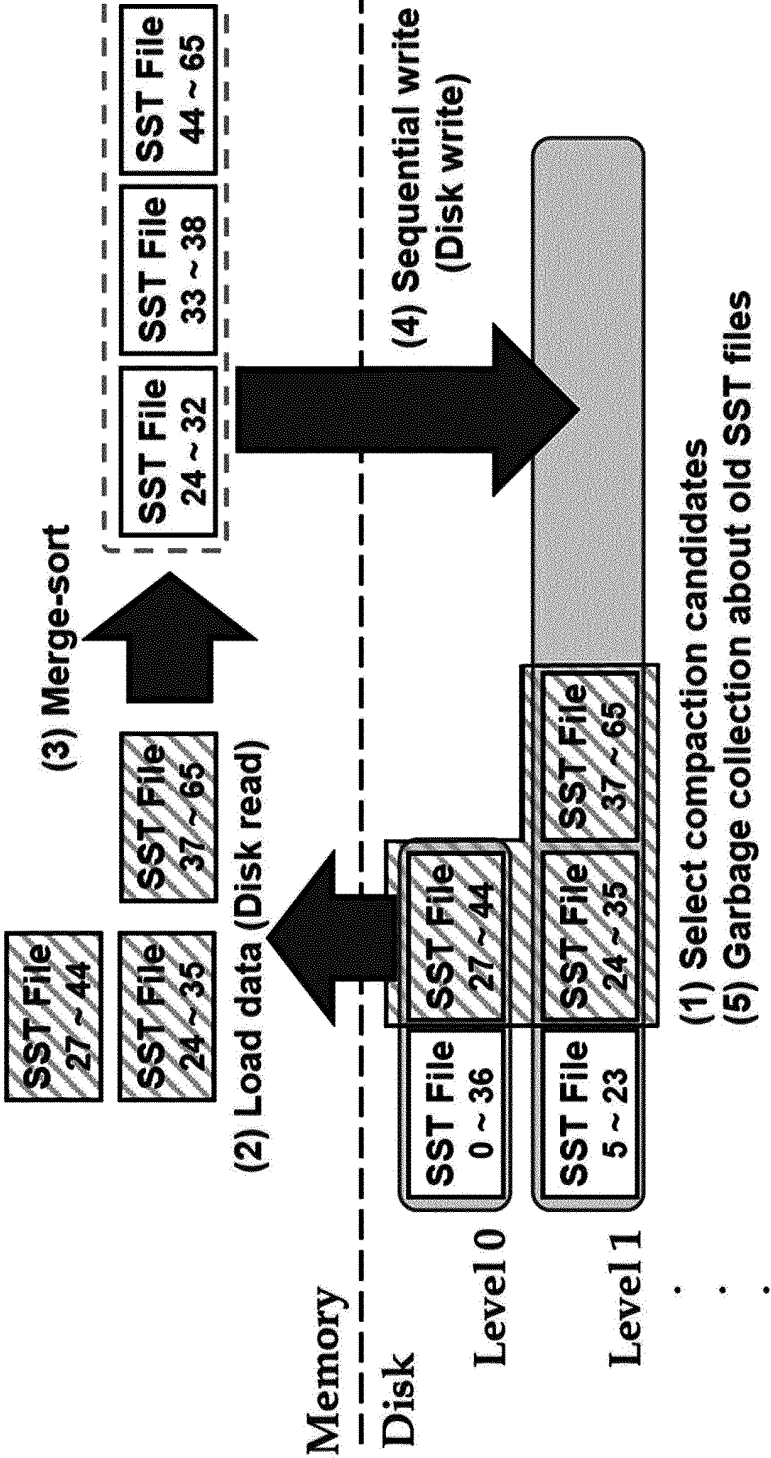 SST File
27 ~ 44
SST File
24 ~ 35
SST File
37 ~ 65
(3) Merge-sort
SST File
24 ~ 32
SST File
33 ~ 38
SST File
44 ~ 65
(2) Load data (Disk read)
Memory
Disk
(4) Sequential write
(Disk write)
Level 0
SST File
0 ~ 36
SST File
27 ~ 44
Level 1
SST File
5 ~ 23
SST File
24 ~ 35
SST File
37 ~ 65
(1) Select compaction candidates
(5) Garbage collection about old SST files